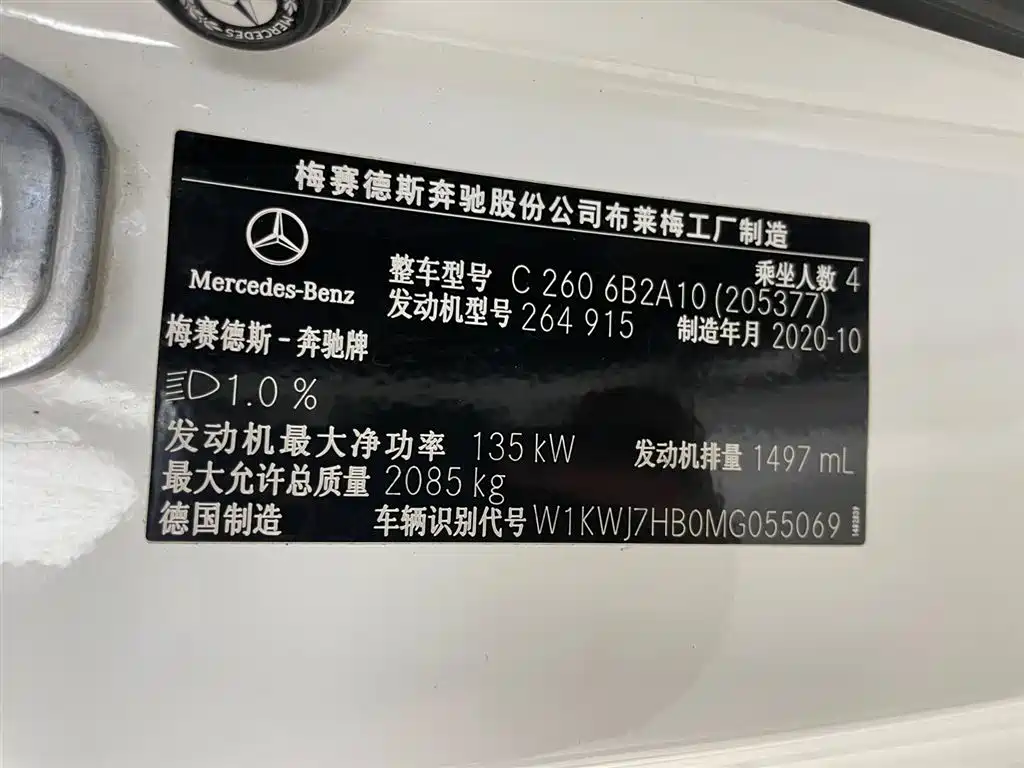 MERCEDES
梅赛德斯奔驰股份公司布莱梅工厂制造
Mercedes-Benz
乘坐人数 4
整车型号 C 260 6B2A10 (205377)
发动机型号 264 915 制造年月 2020-10
梅赛德斯-奔驰牌
1.0 %
发动机最大净功率 135 kW 发动机排量 1497 mL
最大允许总质量 2085 kg
德国制造 车辆识别代号 W1KWJ7HB0MG055069